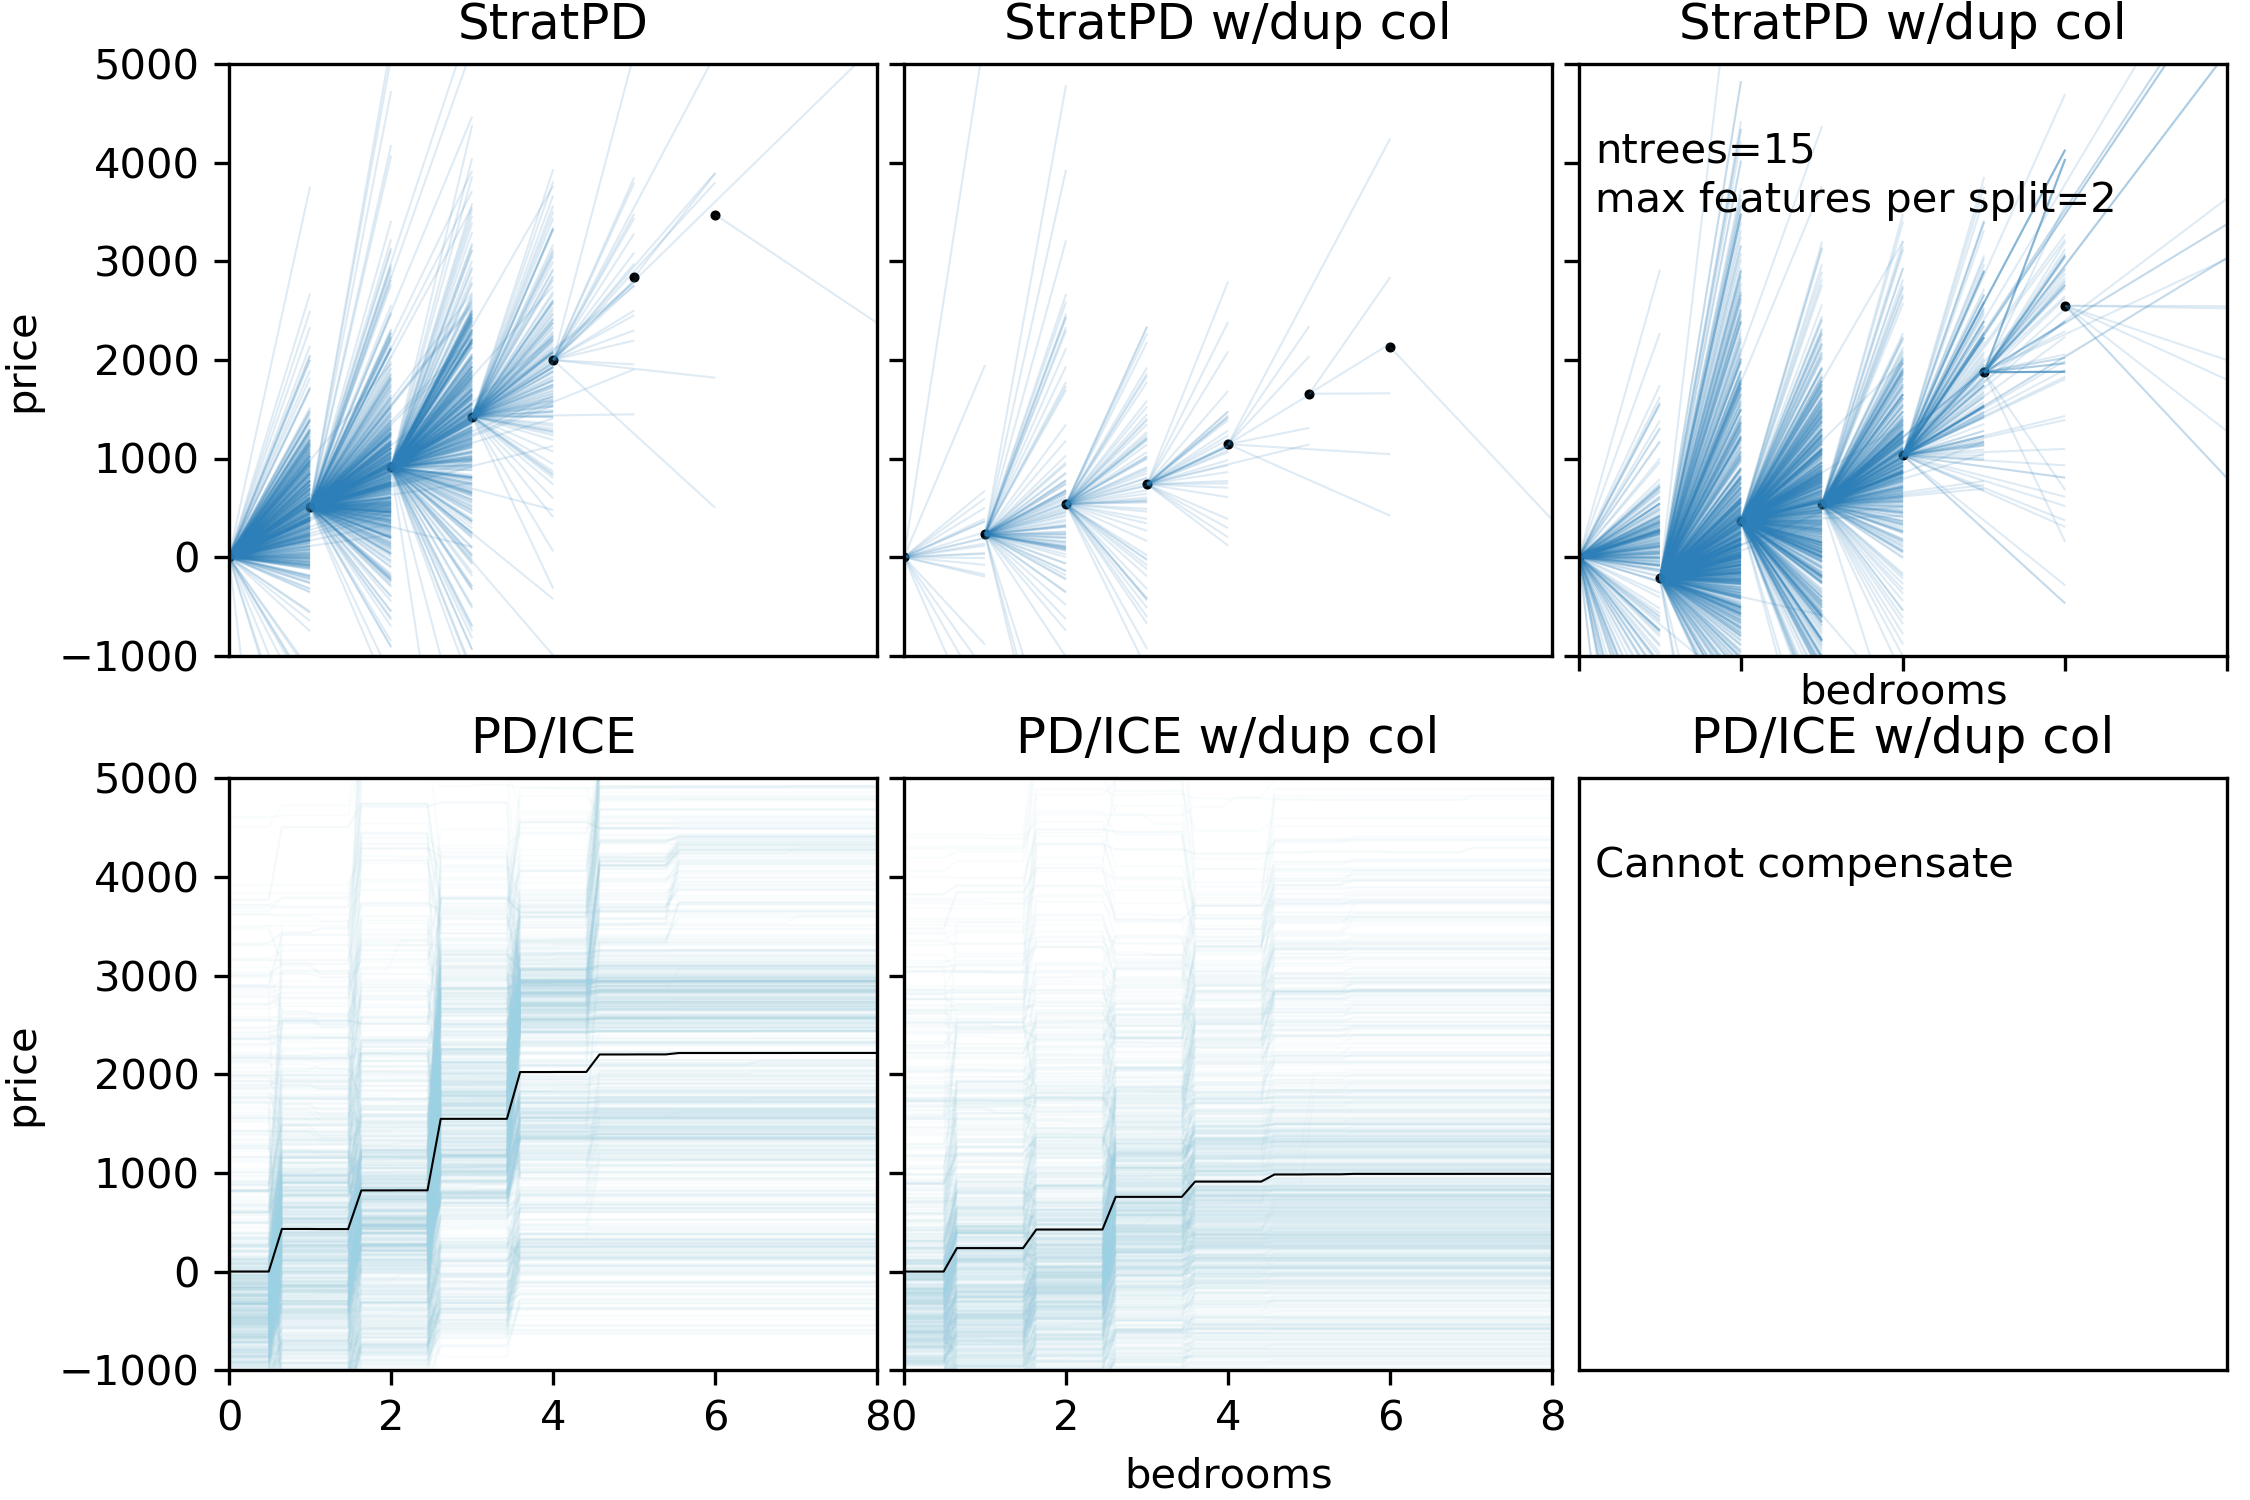 StratPD
StratPD w/dup col
StratPD w/dup col
5000
4000
3000
2000
1000
0
−1000
price
ntrees=15
max features per split=2
bedrooms
PD/ICE
PD/ICE w/dup col
PD/ICE w/dup col
5000
4000
3000
2000
1000
0
−1000
price
Cannot compensate
0 2 4 6 8
0 2 4 6 8
bedrooms